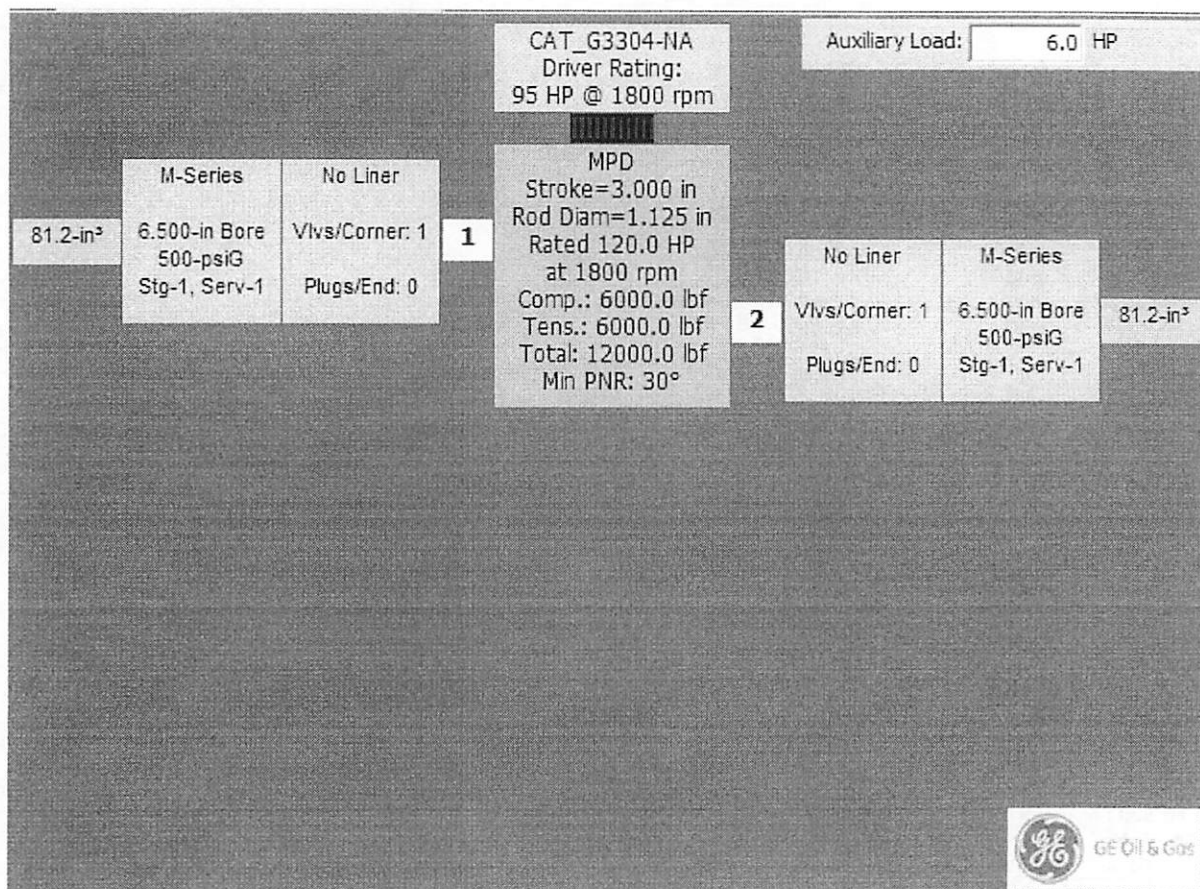 CAT_G3304-NA
Driver Rating:
95 HP @ 1800 rpm
Auxiliary Load: 6.0 HP
81.2-in³
M-Series
6.500-in Bore
500-psiG
Stg-1, Serv-1
No Liner
Vlvs/Corner: 1
Plugs/End: 0
1
MPD
Stroke=3.000 in
Rod Diam=1.125 in
Rated 120.0 HP
at 1800 rpm
Comp.: 6000.0 lbf
Tens.: 6000.0 lbf
Total: 12000.0 lbf
Min PNR: 30°
2
No Liner
Vlvs/Corner: 1
Plugs/End: 0
M-Series
6.500-in Bore
500-psiG
Stg-1, Serv-1
81.2-in³
GE
GE Oil & Gas